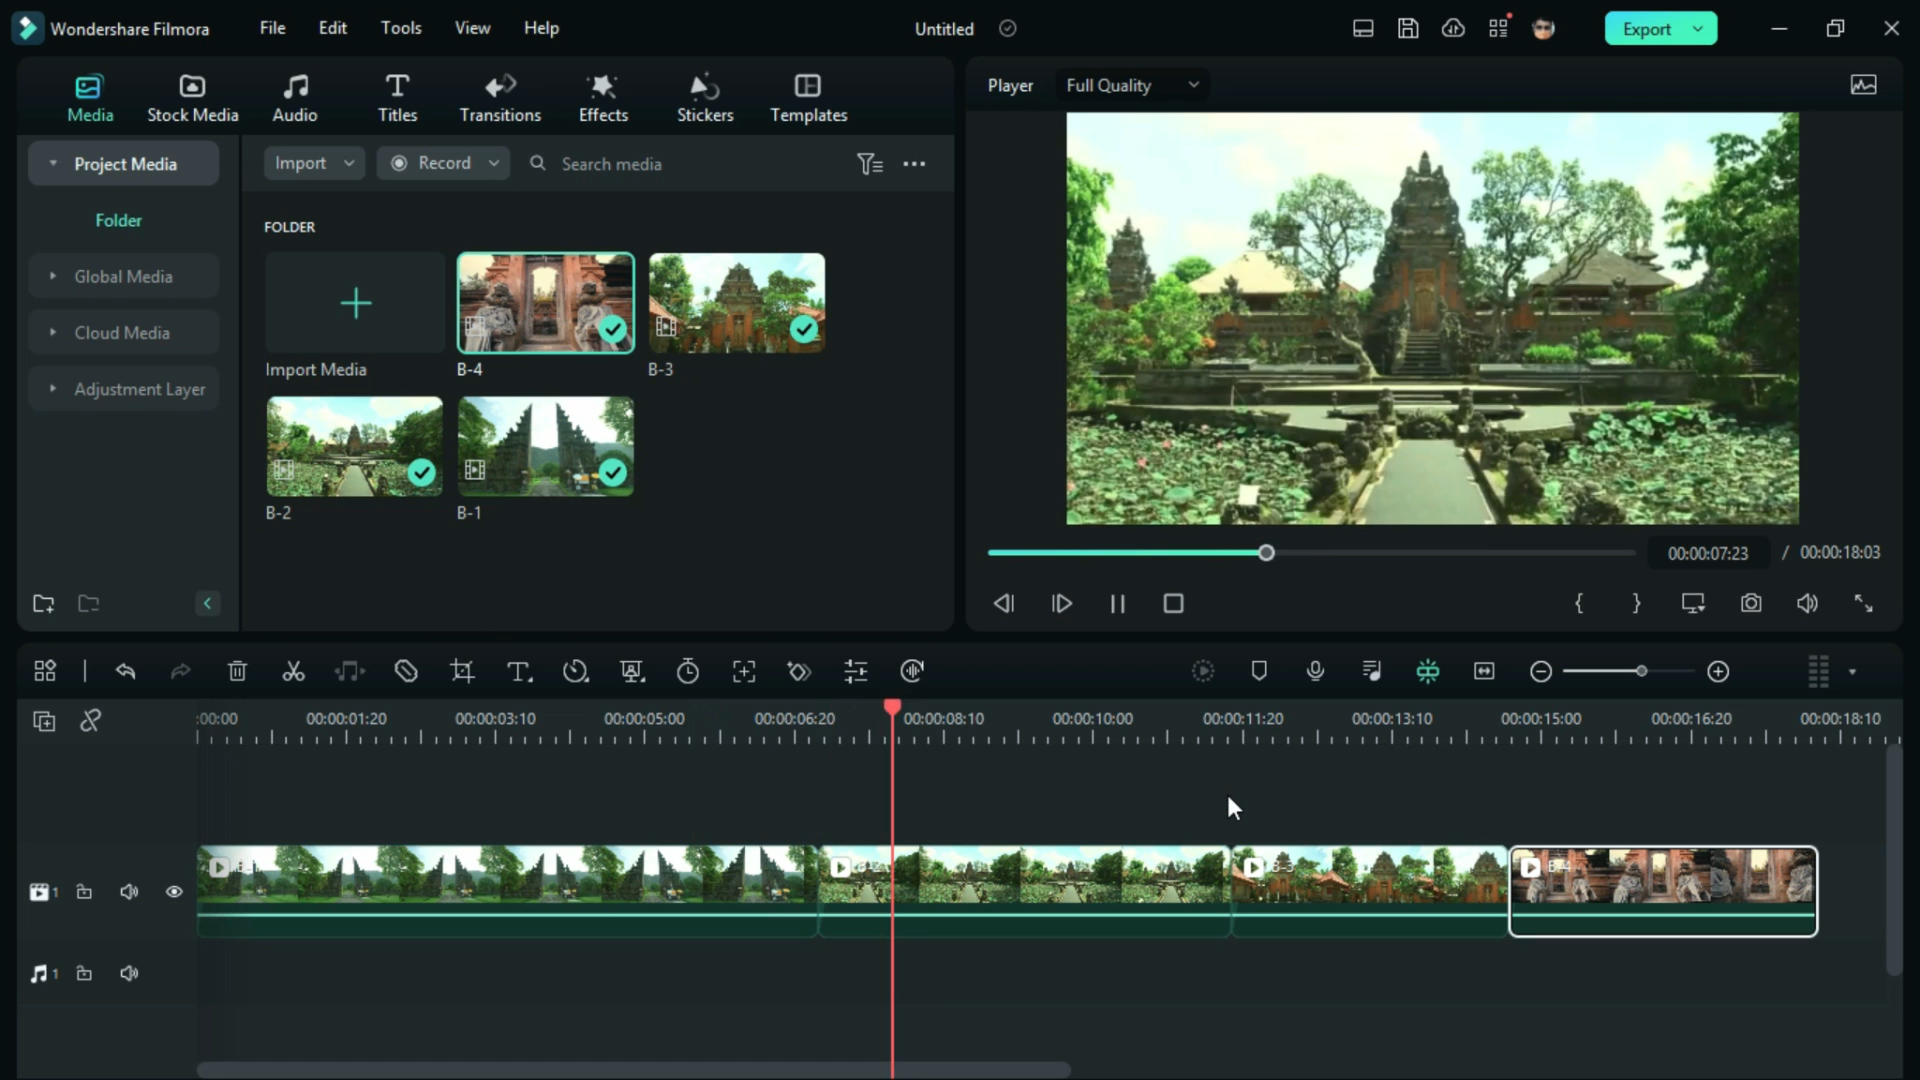 Wondershare Filmora
File
Edit
Tools
View
Help
Untitled
Export
Media
Stock Media
Audio
Titles
Transitions
Effects
Stickers
Templates
Player
Full Quality
Project Media
Import
Record
Search media
Folder
Global Media
Cloud Media
Adjustment Layer
FOLDER
Import Media
B-4
B-3
B-2
B-1
00:00:07:23 / 00:00:18:03
:00:00
00:00:01:20
00:00:03:10
00:00:05:00
00:00:06:20
00:00:08:10
00:00:10:00
00:00:11:20
00:00:13:10
00:00:15:00
00:00:16:20
00:00:18:10
B-2
B-3
B-4
1
1